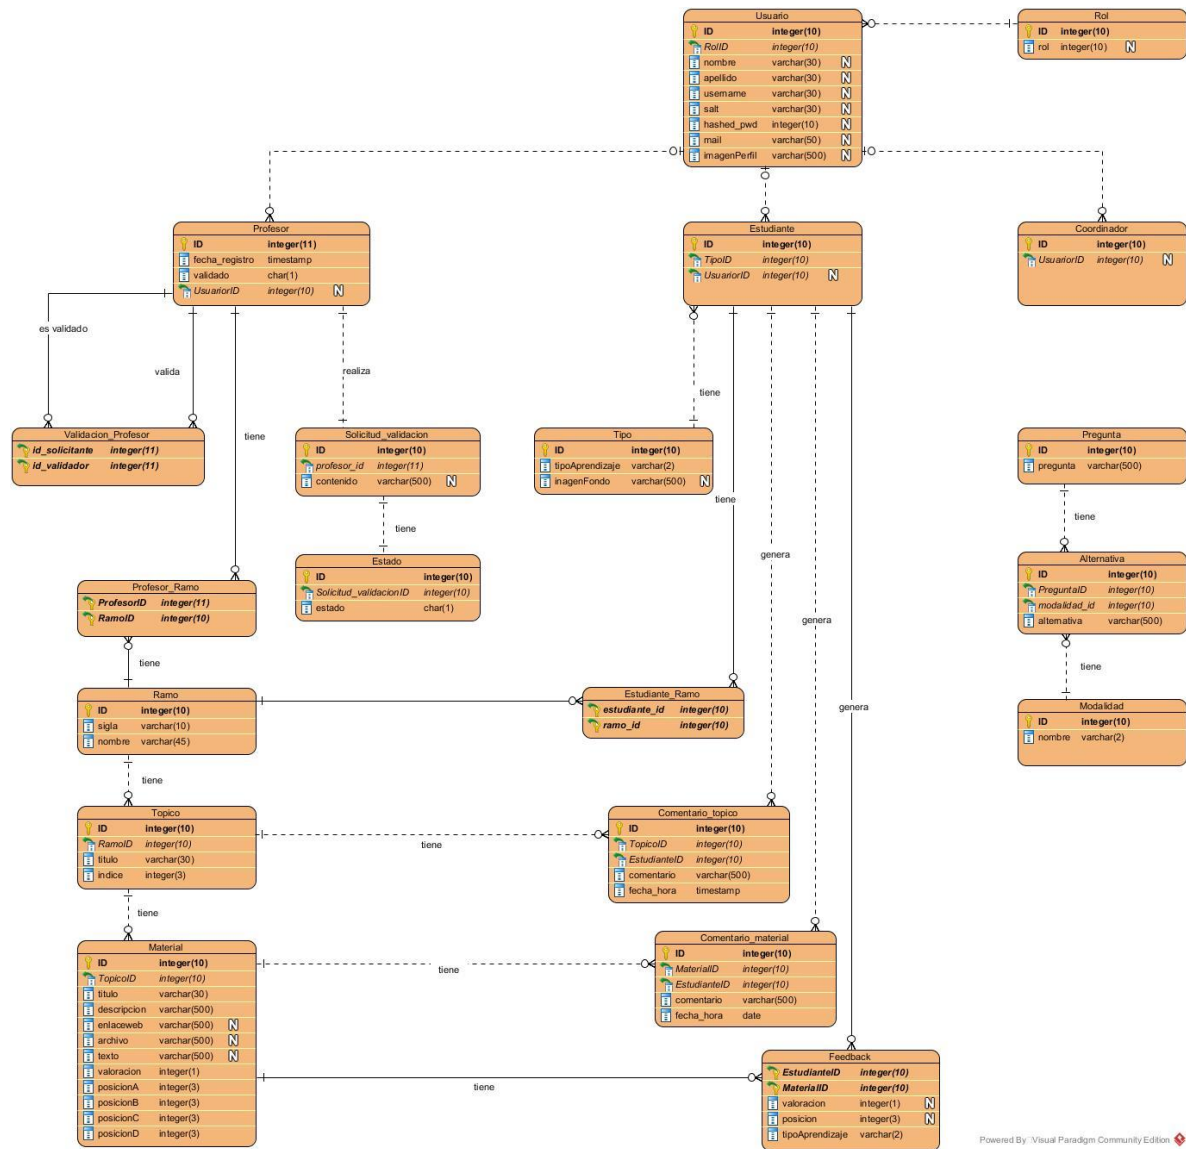 Usuario
ID integer(10)
RolID integer(10)
nombre varchar(30) N
apellido varchar(30) N
username varchar(30) N
salt varchar(30) N
hashed_pwd integer(10) N
mail varchar(50) N
imagenPerfil varchar(500) N
Rol
ID integer(10)
rol integer(10) N
Profesor
ID integer(11)
fecha_registro timestamp
validado char(1)
UsuariorID integer(10) N
Estudiante
ID integer(10)
TipoID integer(10)
UsuariorID integer(10) N
Coordinador
ID integer(10)
UsuariorID integer(10) N
es validado
valida
realiza
tiene
tiene
tiene
Validacion_Profesor
id_solicitante integer(11)
id_validador integer(11)
Solicitud_validacion
ID integer(10)
profesor_id integer(11)
contenido varchar(500) N
Tipo
ID integer(10)
tipoAprendizaje varchar(2)
inagenFondo varchar(500) N
Pregunta
ID integer(10)
pregunta varchar(500)
tiene
tiene
tiene
genera
Estado
ID integer(10)
Solicitud_validacionID integer(10)
estado char(1)
Alternativa
ID integer(10)
PreguntaID integer(10)
modalidad_id integer(10)
alternativa varchar(500)
Profesor_Ramo
ProfesorID integer(11)
RamoID integer(10)
genera
tiene
tiene
Ramo
ID integer(10)
sigla varchar(10)
nombre varchar(45)
Estudiante_Ramo
estudiante_id integer(10)
ramo_id integer(10)
genera
Modalidad
ID integer(10)
nombre varchar(2)
tiene
Topico
ID integer(10)
RamoID integer(10)
titulo varchar(30)
indice integer(3)
tiene
Comentario_topico
ID integer(10)
TopicoID integer(10)
EstudianteID integer(10)
comentario varchar(500)
fecha_hora timestamp
tiene
Material
ID integer(10)
TopicoID integer(10)
titulo varchar(30)
descripcion varchar(500)
enlaceweb varchar(500) N
archivo varchar(500) N
texto varchar(500) N
valoracion integer(1)
posicionA integer(3)
posicionB integer(3)
posicionC integer(3)
posicionD integer(3)
tiene
Comentario_material
ID integer(10)
MaterialID integer(10)
EstudianteID integer(10)
comentario varchar(500)
fecha_hora date
tiene
Feedback
EstudianteID integer(10)
MaterialID integer(10)
valoracion integer(1) N
posicion integer(3) N
tipoAprendizaje varchar(2)
Powered By Visual Paradigm Community Edition